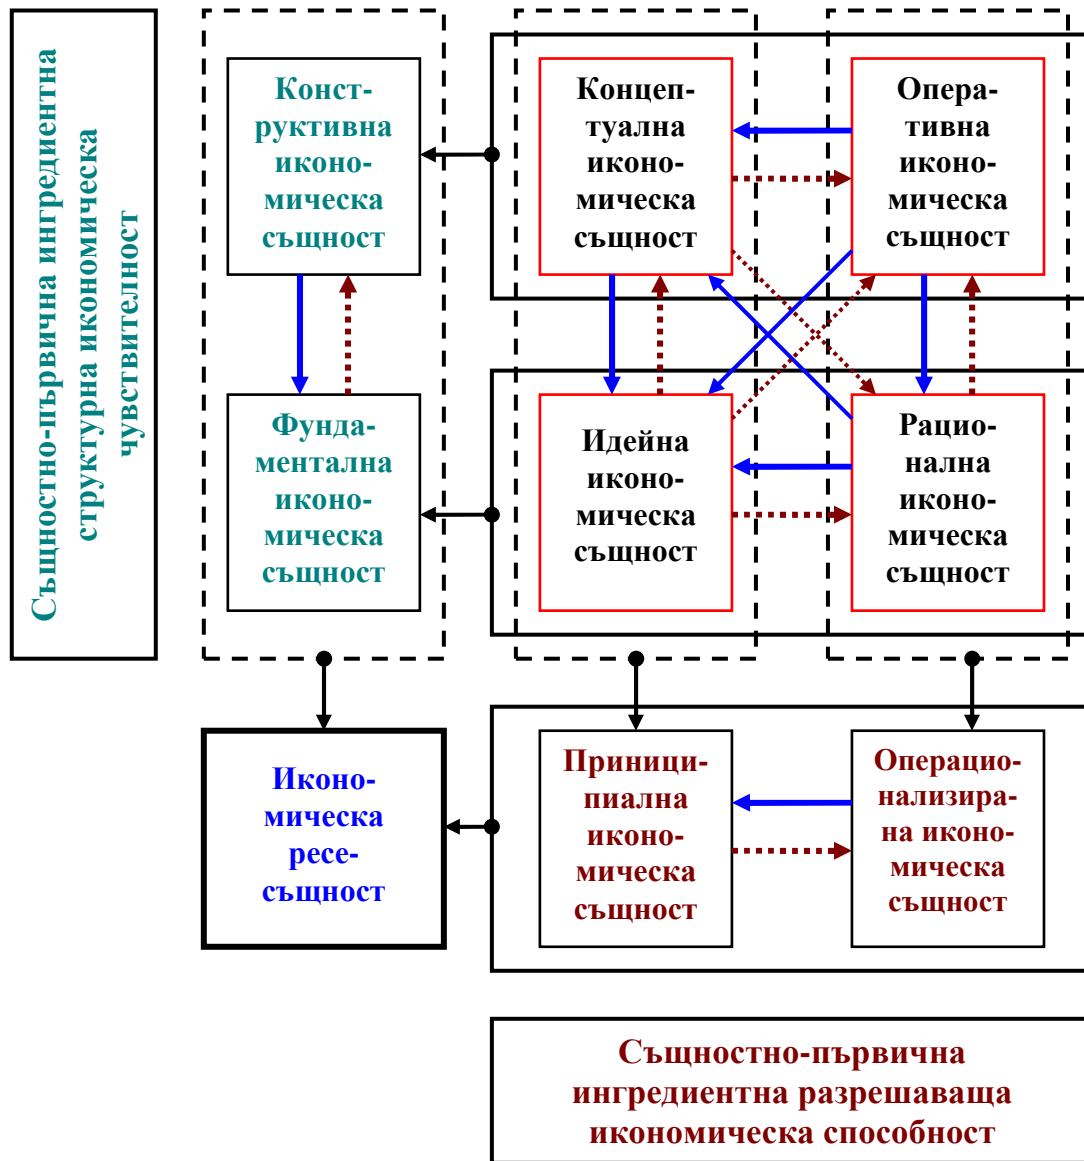 Същностно-първична ингредиентна
структурна икономическа
чувствителност
Конст-
руктивна
иконо-
мическа
същност
Концеп-
туална
иконо-
мическа
същност
Опера-
тивна
иконо-
мическа
същност
Фунда-
ментална
иконо-
мическа
същност
Идейна
иконо-
мическа
същност
Рацио-
нална
иконо-
мическа
същност
Иконо-
мическа
ресе-
същност
Приници-
пиална
иконо-
мическа
същност
Операцио-
нализира-
на иконо-
мическа
същност
Същностно-първична
ингредиентна разрешаваща
икономическа способност